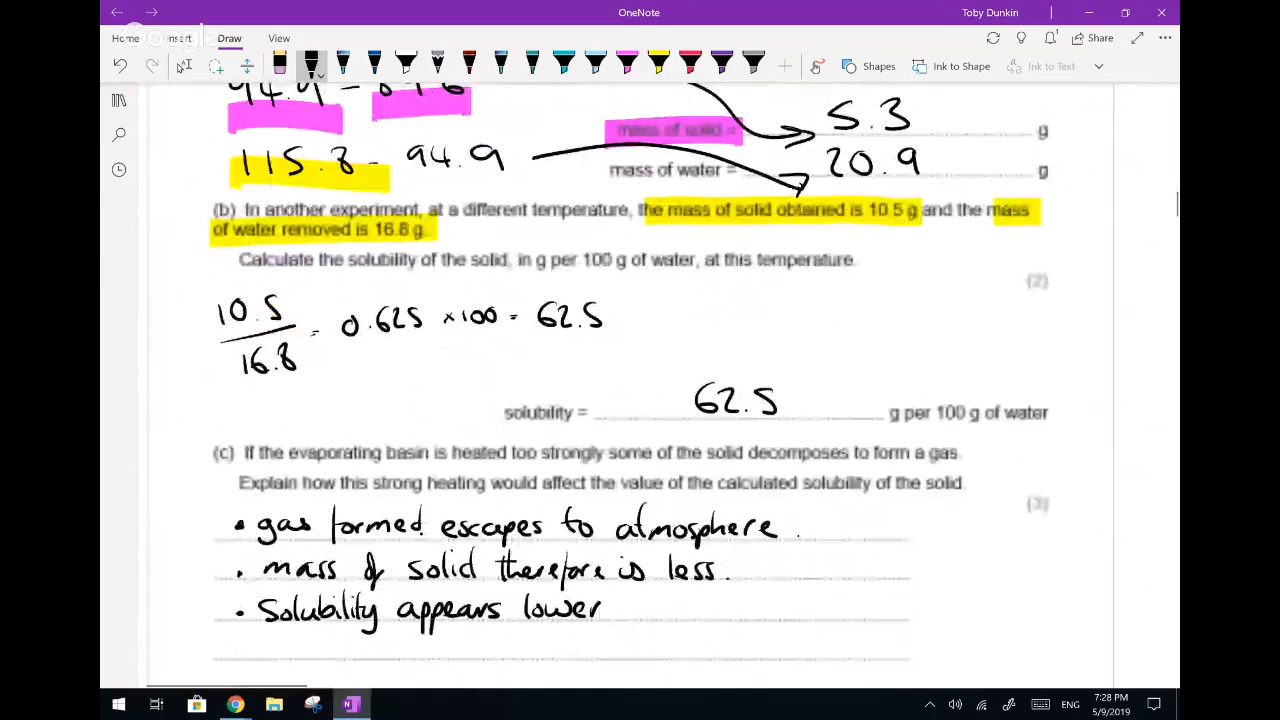 OneNote
Toby Dunkin
Google
Home Insert Draw View
Shapes
Ink to Shape
Ink to Text
Share
94.9 - 89.6
mass of solid = 5.3 g
115.8 - 94.9
mass of water = 20.9 g
(b) In another experiment, at a different temperature, the mass of solid obtained is 10.5 g and the mass
of water removed is 16.8 g.
Calculate the solubility of the solid, in g per 100 g of water, at this temperature.
(2)
10.5
16.8
= 0.625 ×100 = 62.5
solubility = 62.5 g per 100 g of water
(c) If the evaporating basin is heated too strongly some of the solid decomposes to form a gas.
Explain how this strong heating would affect the value of the calculated solubility of the solid.
(3)
• gas formed escapes to atmosphere.
• mass of solid therefore is less.
• Solubility appears lower
ENG
7:28 PM
5/9/2019